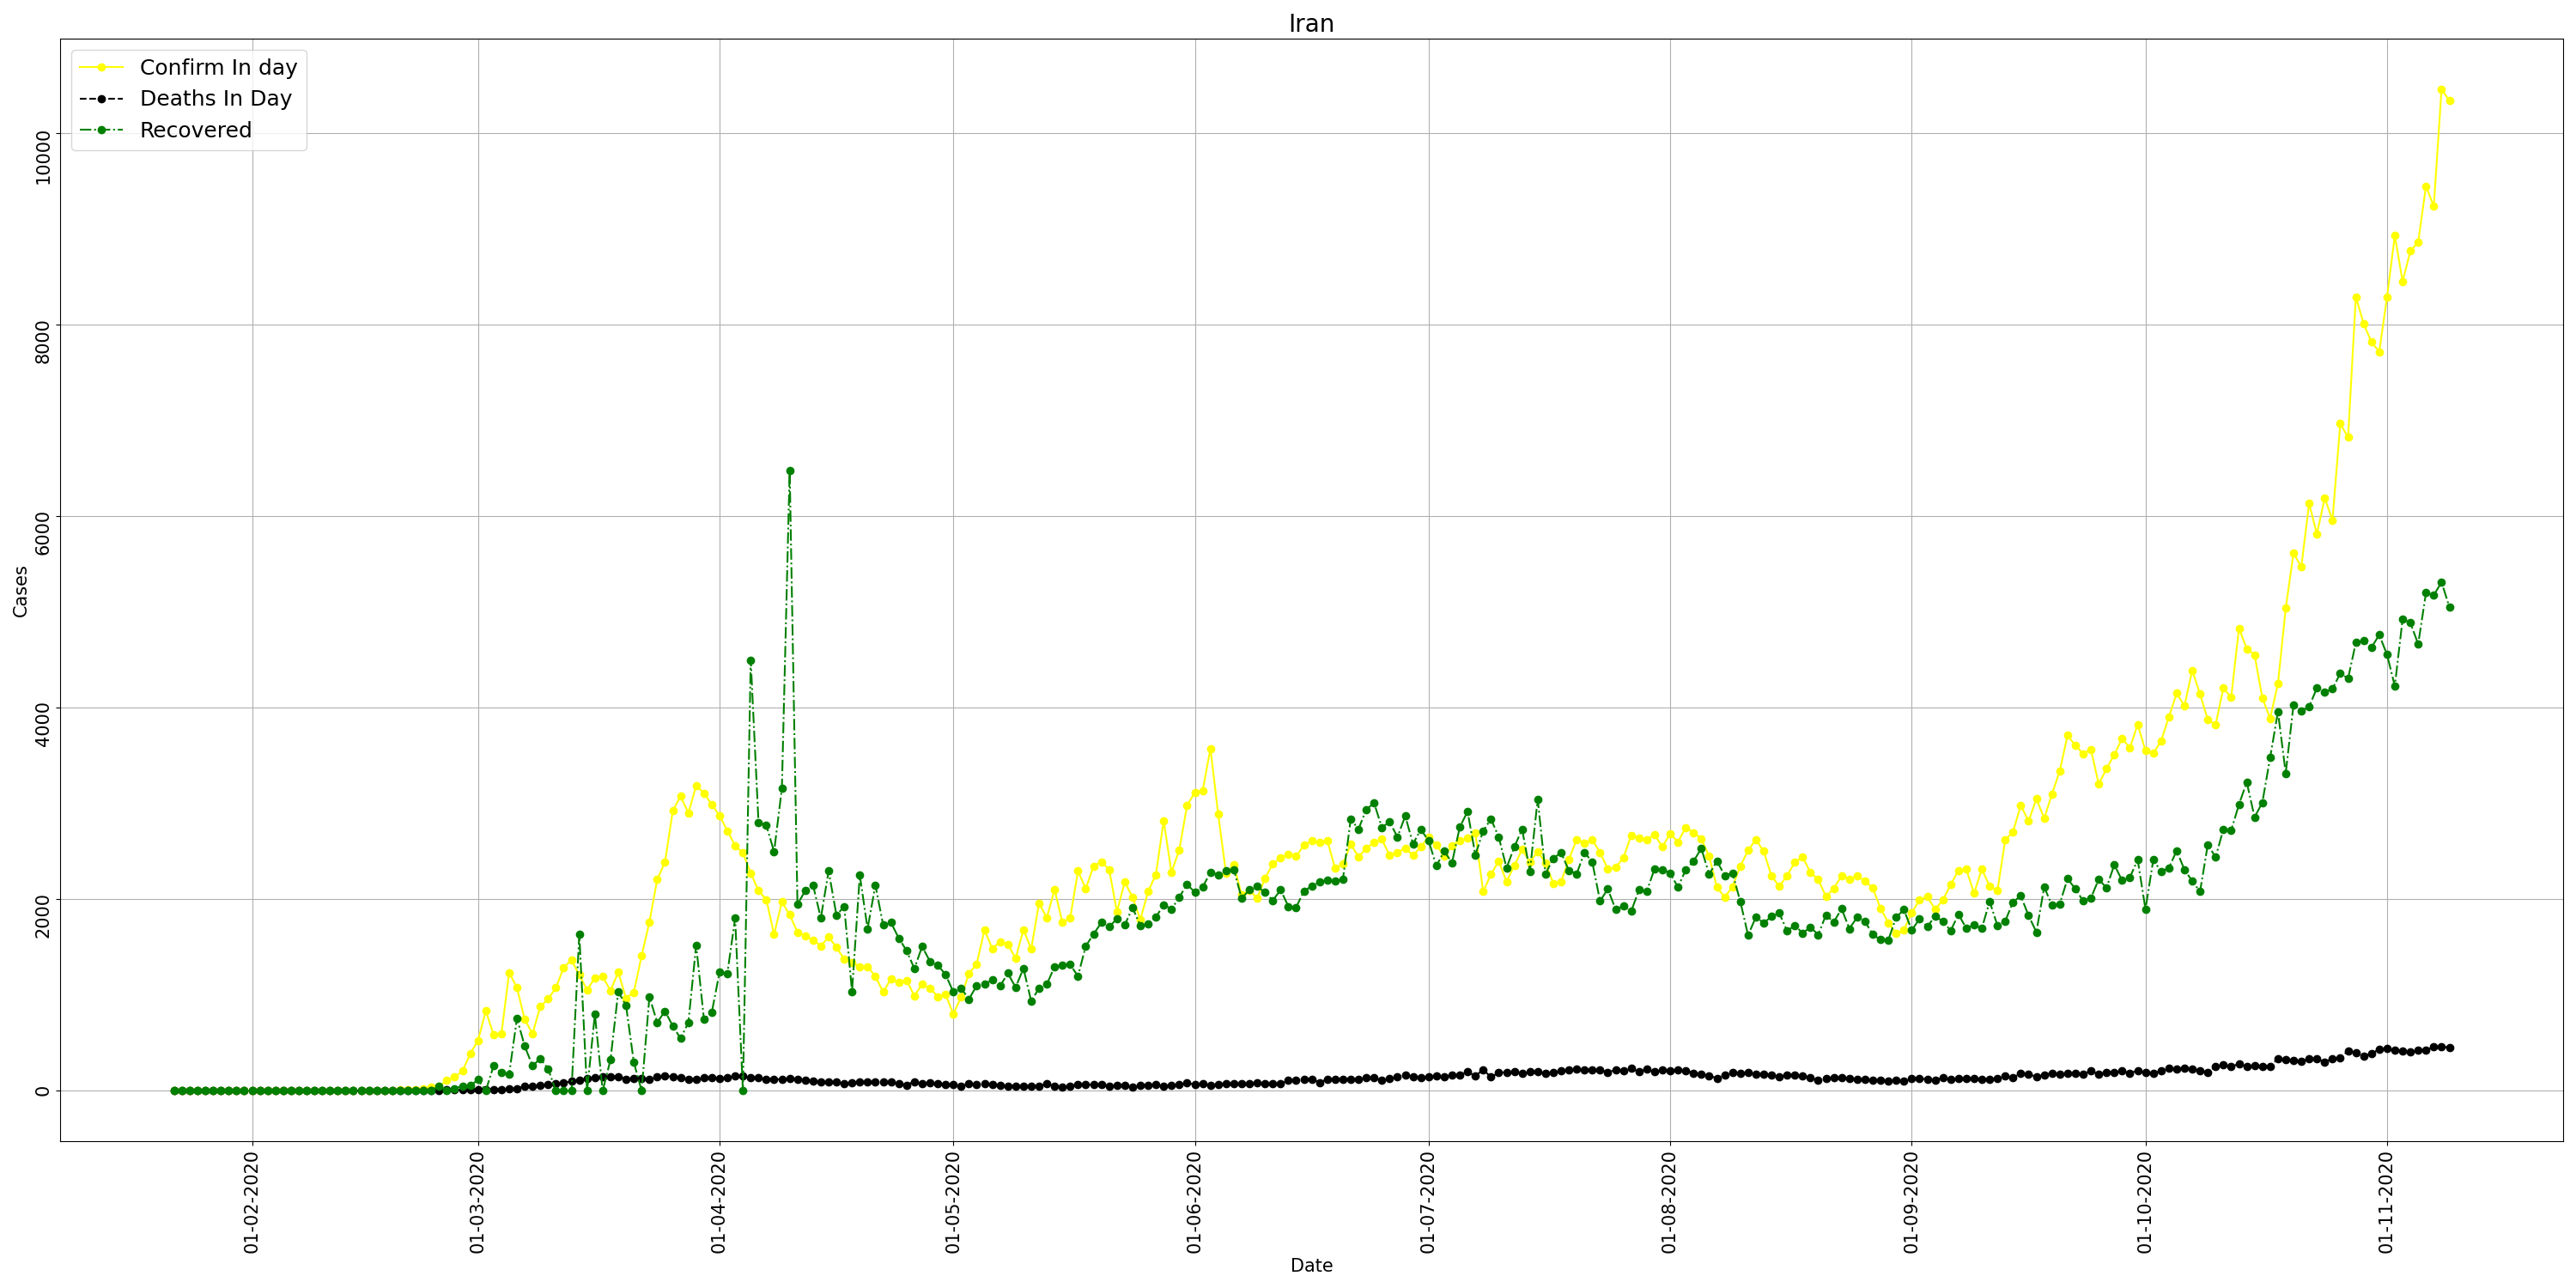 Iran
Confirm In day
Deaths In Day
Recovered
Cases
10000
8000
6000
4000
2000
0
01-02-2020
01-03-2020
01-04-2020
01-05-2020
01-06-2020
01-07-2020
01-08-2020
01-09-2020
01-10-2020
01-11-2020
Date